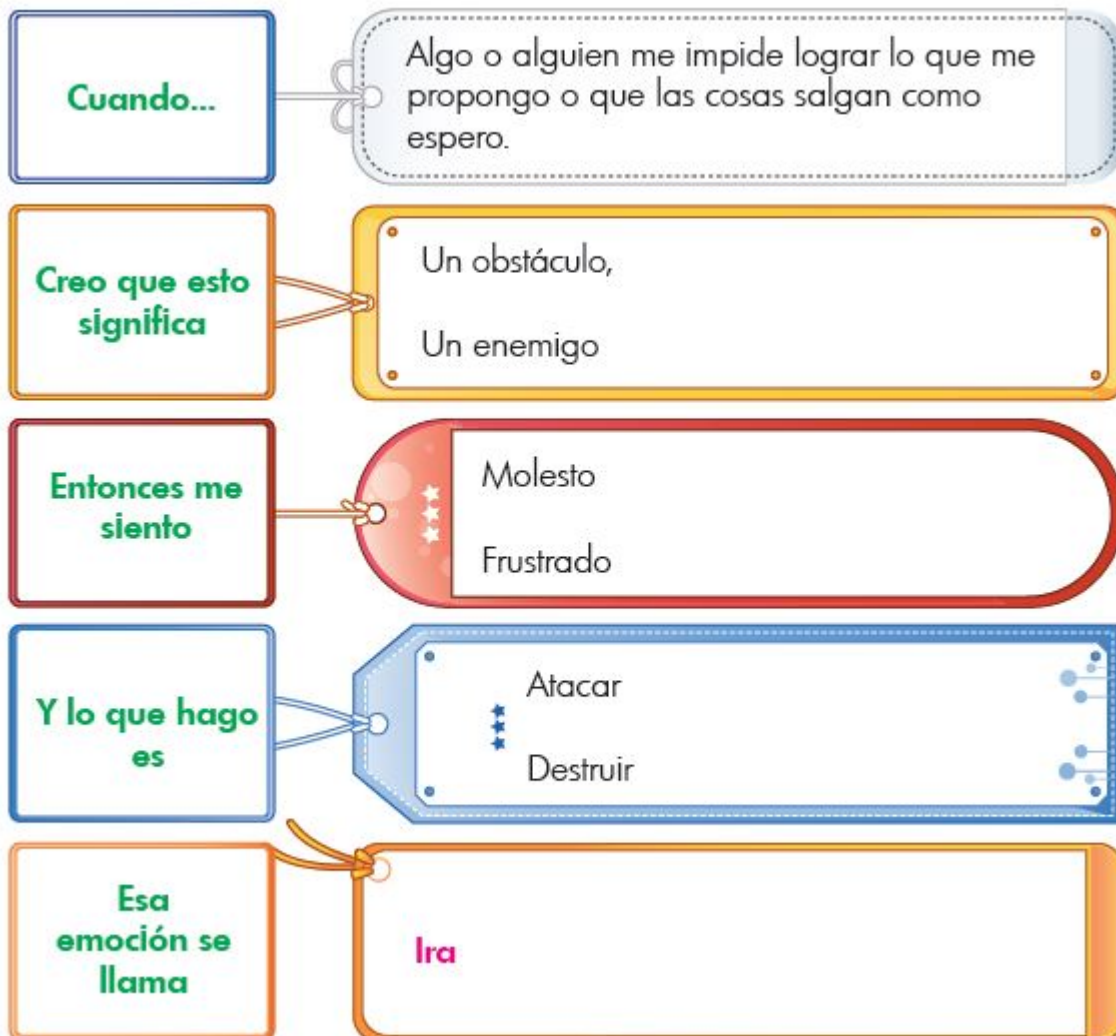 Cuando...
Algo o alguien me impide lograr lo que me
propongo o que las cosas salgan como
espero.
Creo que esto
significa
Un obstáculo,
Un enemigo
Entonces me
siento
Molesto
Frustrado
Y lo que hago
es
Atacar
Destruir
Esa
emoción se
llama
Ira